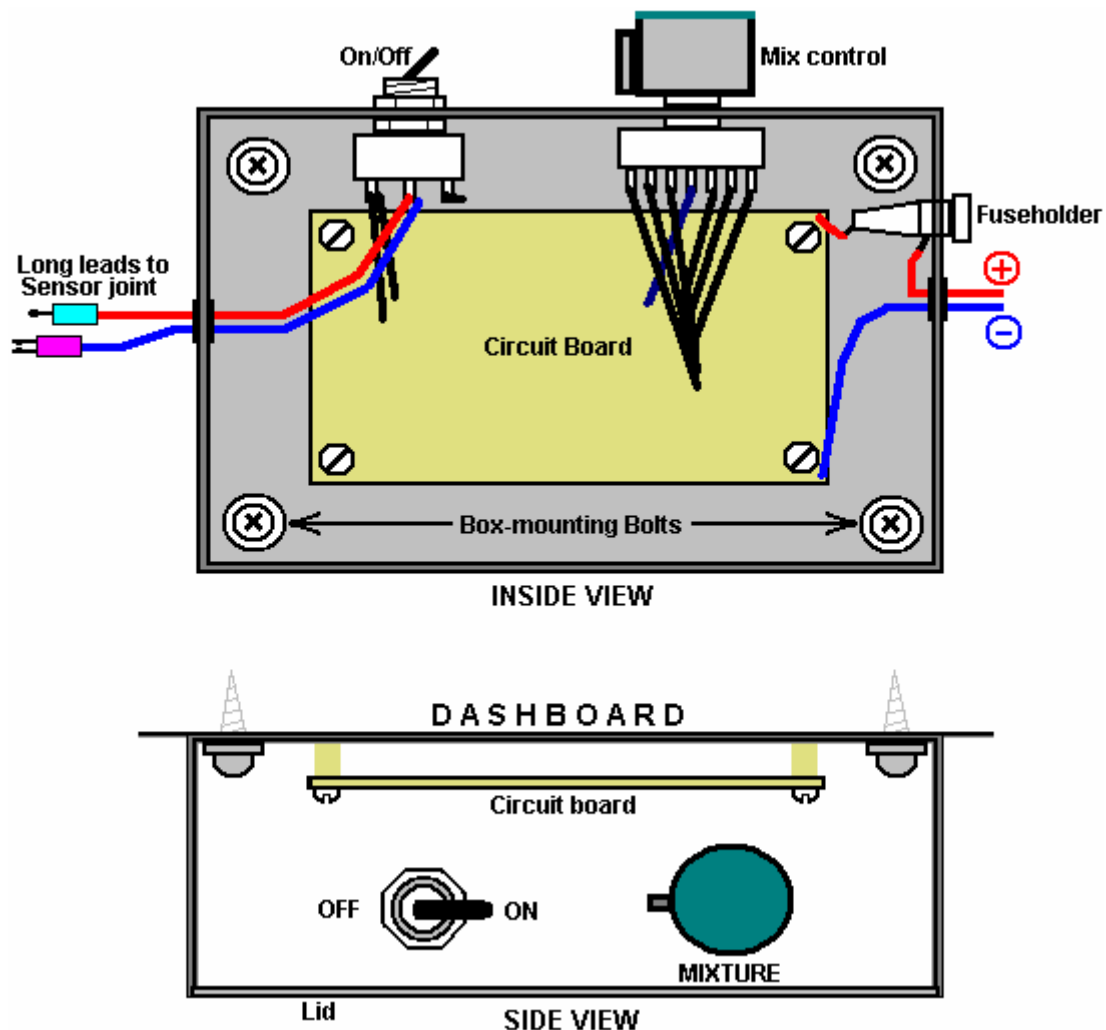 On/Off
Mix control
Fuseholder
Long leads to
Sensor joint
+
−
Circuit Board
Box-mounting Bolts
INSIDE VIEW
DASHBOARD
Circuit board
OFF
ON
MIXTURE
Lid
SIDE VIEW